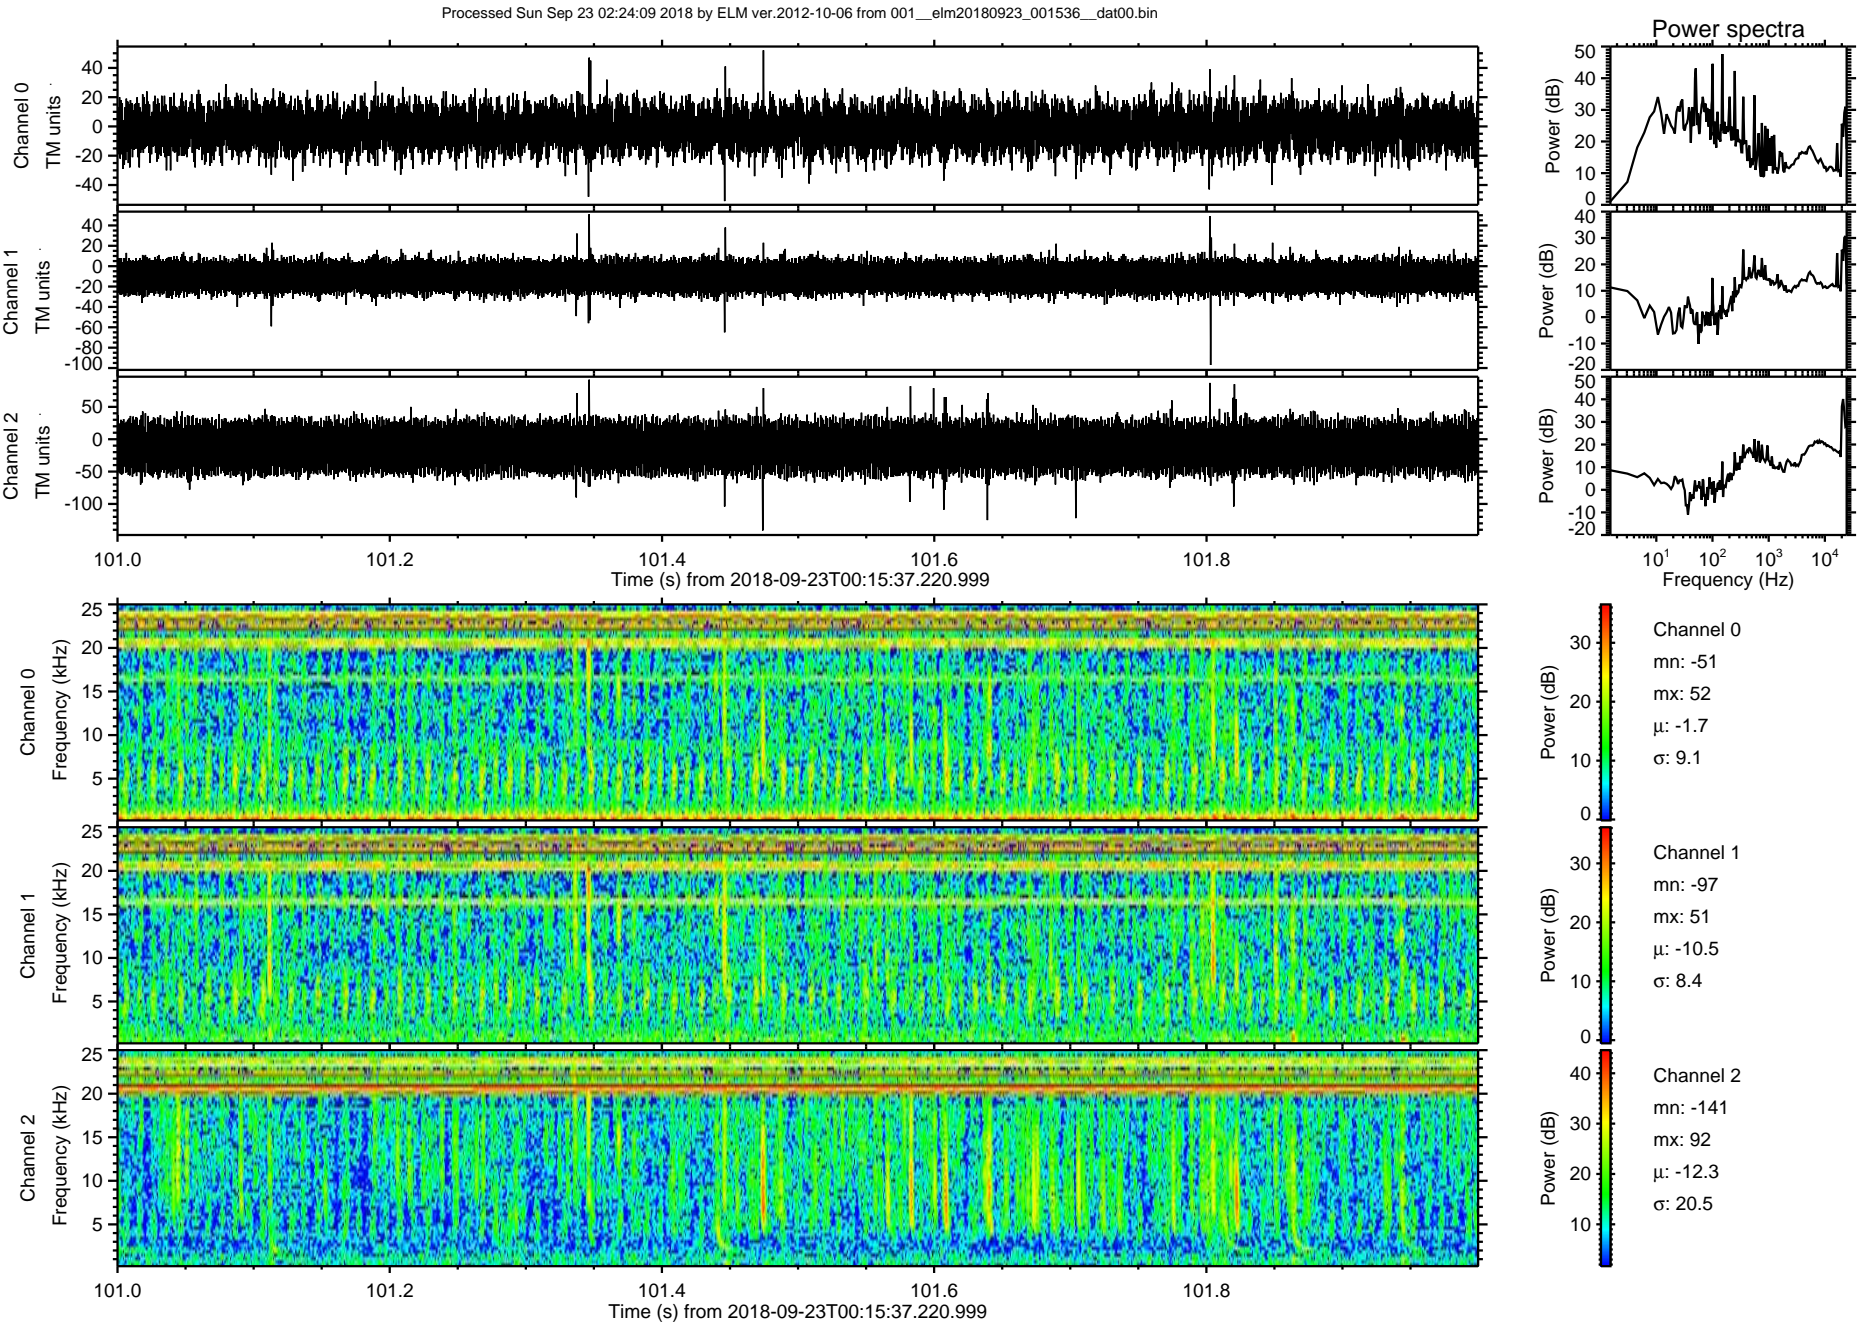 Processed Sun Sep 23 02:24:09 2018 by ELM ver.2012-10-06 from 001__elm20180923_001536__dat00.bin
Power spectra
Channel 0
TM units
40
20
0
-20
-40
Power (dB)
50
40
30
20
10
0
Channel 1
TM units
40
20
0
-20
-40
-60
-80
-100
Power (dB)
40
30
20
10
0
-10
-20
Channel 2
TM units
50
0
-50
-100
Power (dB)
50
40
30
20
10
0
-10
-20
101.0 101.2 101.4 101.6 101.8
Time (s) from 2018-09-23T00:15:37.220.999
10¹ 10² 10³ 10⁴
Frequency (Hz)
Channel 0
Frequency (kHz)
25
20
15
10
5
Power (dB)
30
20
10
0
Channel 0
mn: -51
mx: 52
μ: -1.7
σ: 9.1
Channel 1
Frequency (kHz)
25
20
15
10
5
Power (dB)
30
20
10
0
Channel 1
mn: -97
mx: 51
μ: -10.5
σ: 8.4
Channel 2
Frequency (kHz)
25
20
15
10
5
Power (dB)
40
30
20
10
Channel 2
mn: -141
mx: 92
μ: -12.3
σ: 20.5
101.0 101.2 101.4 101.6 101.8
Time (s) from 2018-09-23T00:15:37.220.999